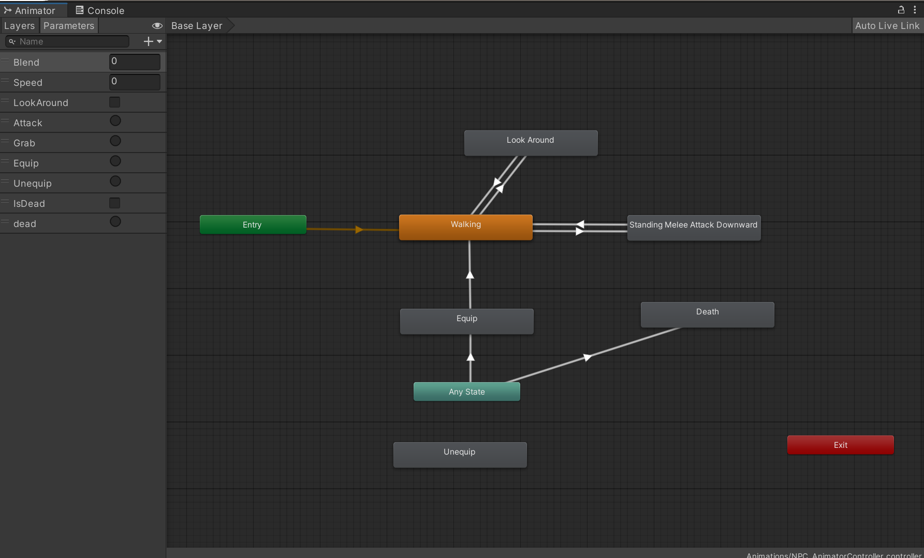 Animator Console
Layers Parameters Base Layer Auto Live Link
Name
Blend 0
Speed 0
LookAround
Attack
Grab
Equip
Unequip
IsDead
dead
Look Around
Entry Walking Standing Melee Attack Downward
Equip Death
Any State
Unequip Exit
Animations/NPC_AnimatorController.controller